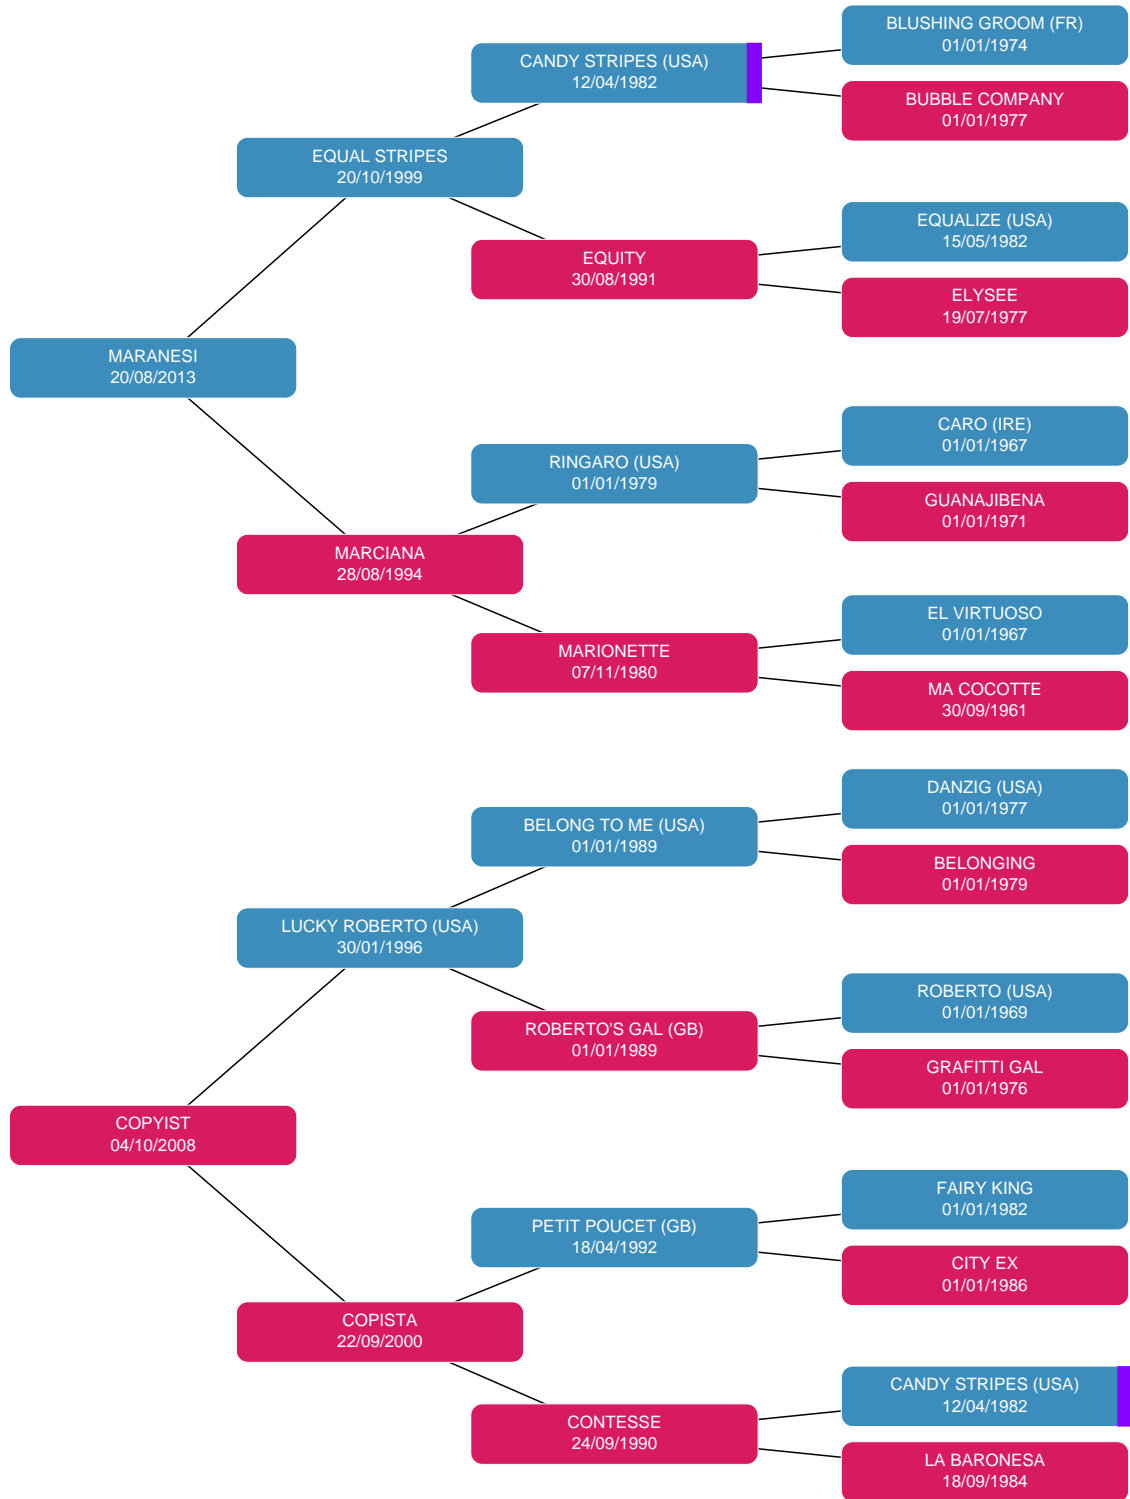 BLUSHING GROOM (FR)
01/01/1974
CANDY STRIPES (USA)
12/04/1982
BUBBLE COMPANY
01/01/1977
EQUAL STRIPES
20/10/1999
EQUALIZE (USA)
15/05/1982
EQUITY
30/08/1991
ELYSEE
19/07/1977
MARANESI
20/08/2013
CARO (IRE)
01/01/1967
RINGARO (USA)
01/01/1979
GUANAJIBENA
01/01/1971
MARCIANA
28/08/1994
EL VIRTUOSO
01/01/1967
MARIONETTE
07/11/1980
MA COCOTTE
30/09/1961
DANZIG (USA)
01/01/1977
BELONG TO ME (USA)
01/01/1989
BELONGING
01/01/1979
LUCKY ROBERTO (USA)
30/01/1996
ROBERTO (USA)
01/01/1969
ROBERTO'S GAL (GB)
01/01/1989
GRAFITTI GAL
01/01/1976
COPYIST
04/10/2008
FAIRY KING
01/01/1982
PETIT POUCET (GB)
18/04/1992
CITY EX
01/01/1986
COPISTA
22/09/2000
CANDY STRIPES (USA)
12/04/1982
CONTESSE
24/09/1990
LA BARONESA
18/09/1984